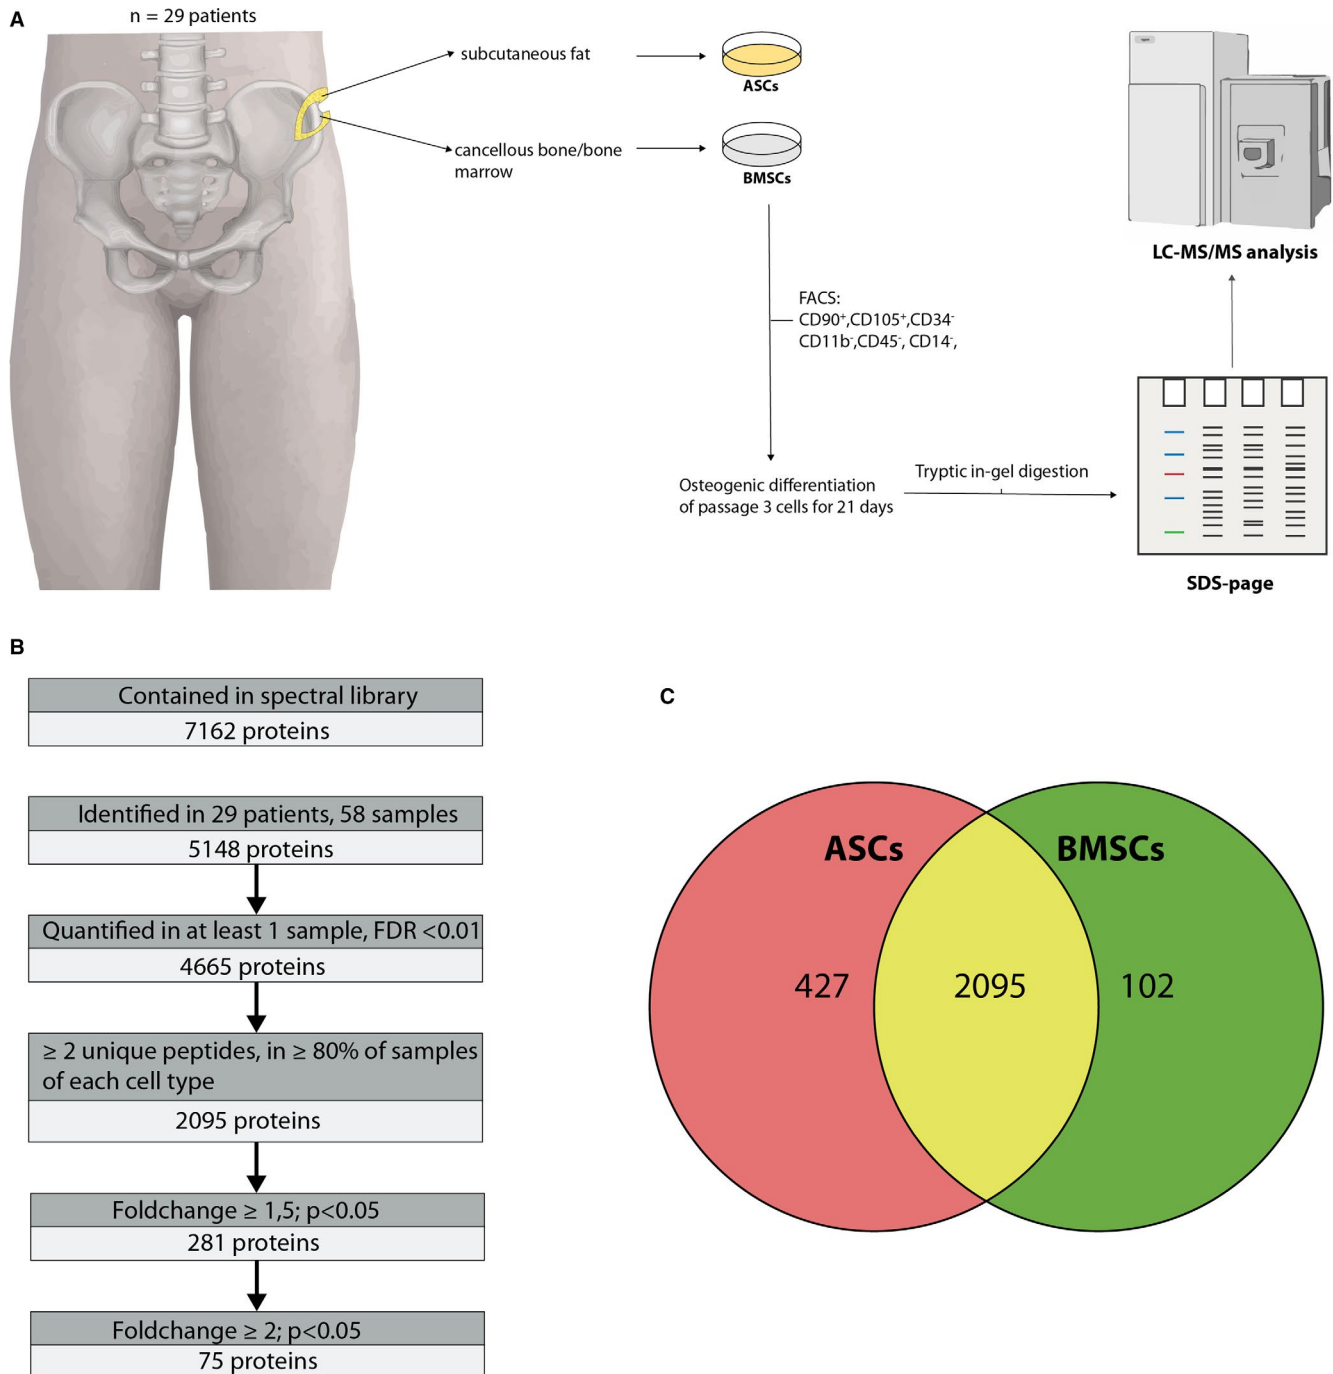 A
n = 29 patients
subcutaneous fat
ASCs
cancellous bone/bone
marrow
BMSCs
FACS:
CD90⁺,CD105⁺,CD34⁻
CD11b⁻,CD45⁻, CD14⁻,
Osteogenic differentiation
of passage 3 cells for 21 days
Tryptic in-gel digestion
LC-MS/MS analysis
SDS-page
B
Contained in spectral library
7162 proteins
Identified in 29 patients, 58 samples
5148 proteins
Quantified in at least 1 sample, FDR <0.01
4665 proteins
≥ 2 unique peptides, in ≥ 80% of samples
of each cell type
2095 proteins
Foldchange ≥ 1,5; p<0.05
281 proteins
Foldchange ≥ 2; p<0.05
75 proteins
C
ASCs
BMSCs
427
2095
102